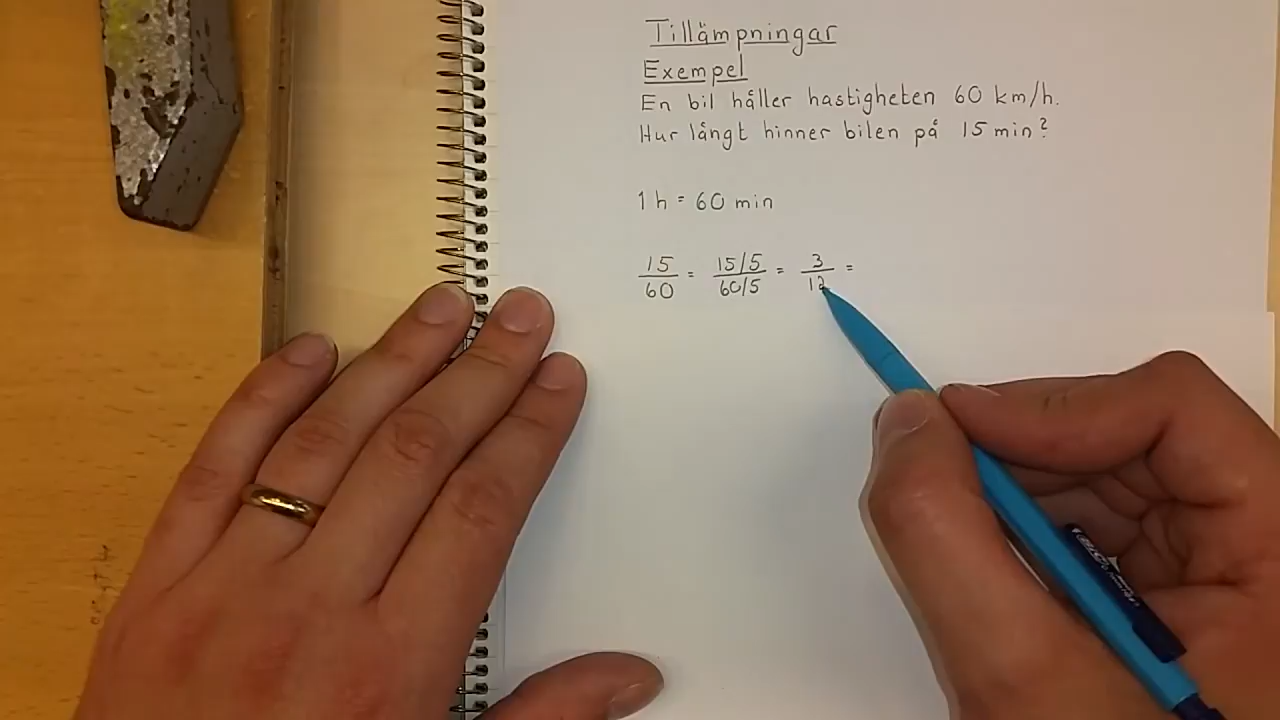 Tillämpningar
Exempel
En bil håller hastigheten 60 km/h.
Hur långt hinner bilen på 15 min?
1 h = 60 min
15/60 = 15/5 / 60/5 = 3/12 =
BIC